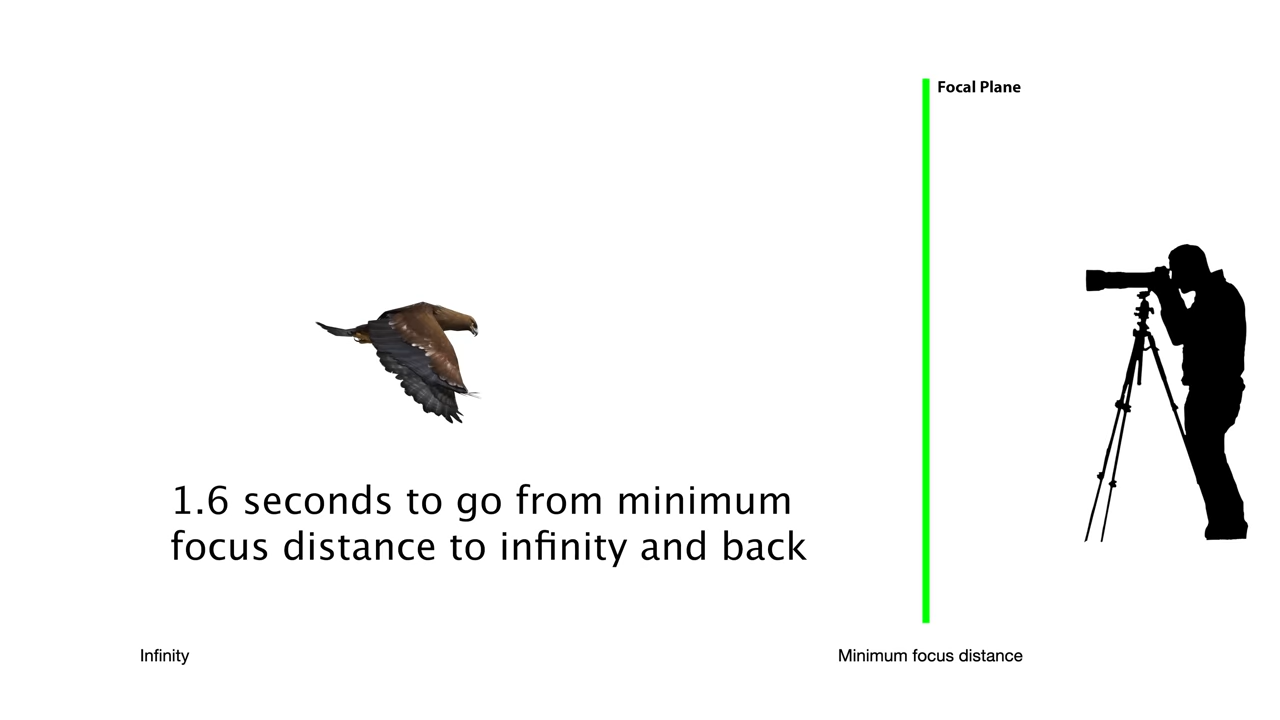 Focal Plane
1.6 seconds to go from minimum
focus distance to infinity and back
Infinity
Minimum focus distance